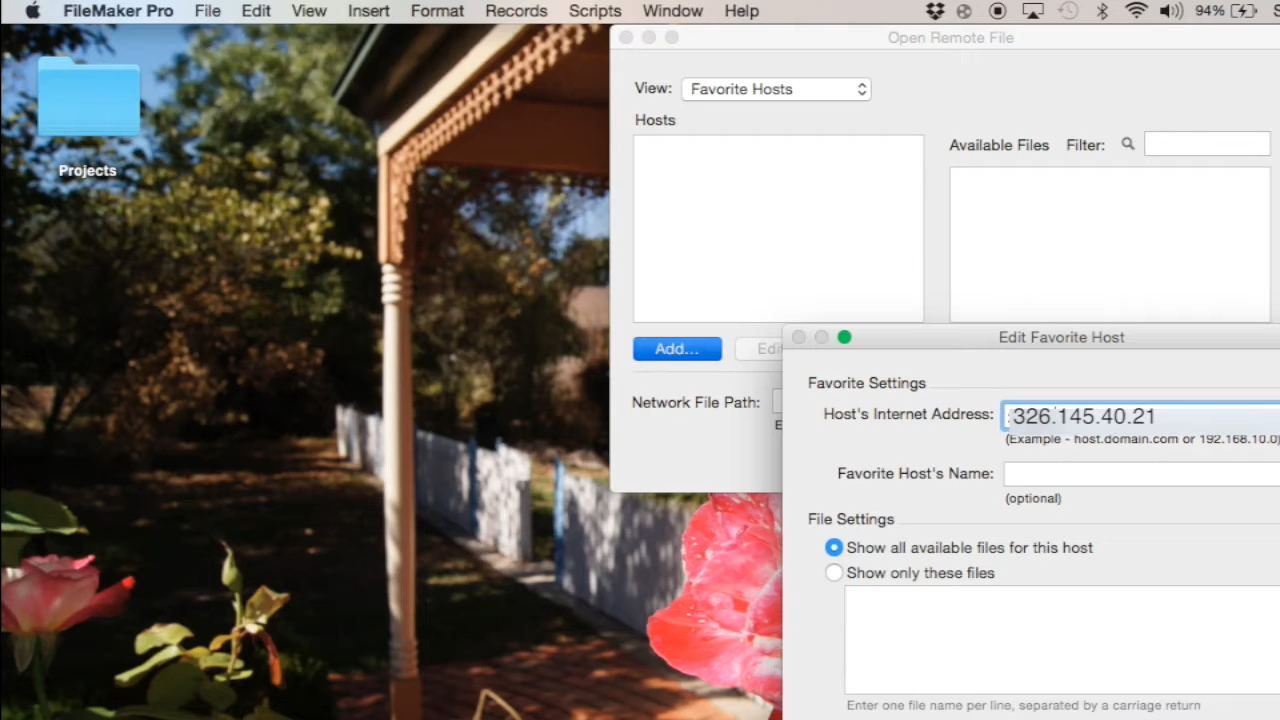 FileMaker Pro File Edit View Insert Format Records Scripts Window Help 94%
Projects
Open Remote File
View: Favorite Hosts
Hosts
Available Files Filter:
Add...
Network File Path:
Edit Favorite Host
Favorite Settings
Host's Internet Address: 326.145.40.21
(Example - host.domain.com or 192.168.10.0)
Favorite Host's Name:
(optional)
File Settings
Show all available files for this host
Show only these files
Enter one file name per line, separated by a carriage return